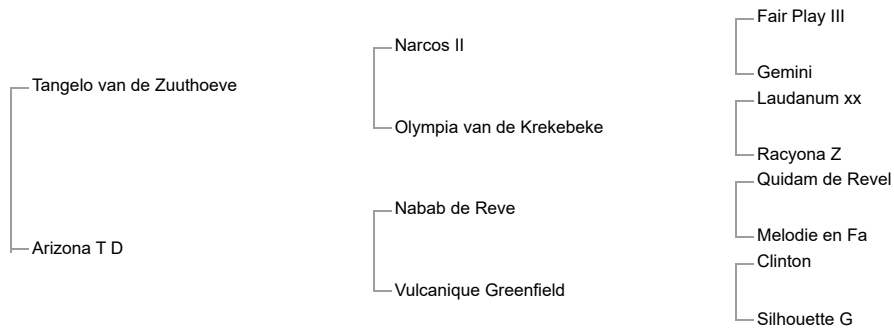 Fair Play III
Narcos II
Gemini
Tangelo van de Zuuthoeve
Laudanum xx
Olympia van de Krekebeke
Racyona Z
Quidam de Revel
Nabab de Reve
Melodie en Fa
Arizona T D
Clinton
Vulcanique Greenfield
Silhouette G